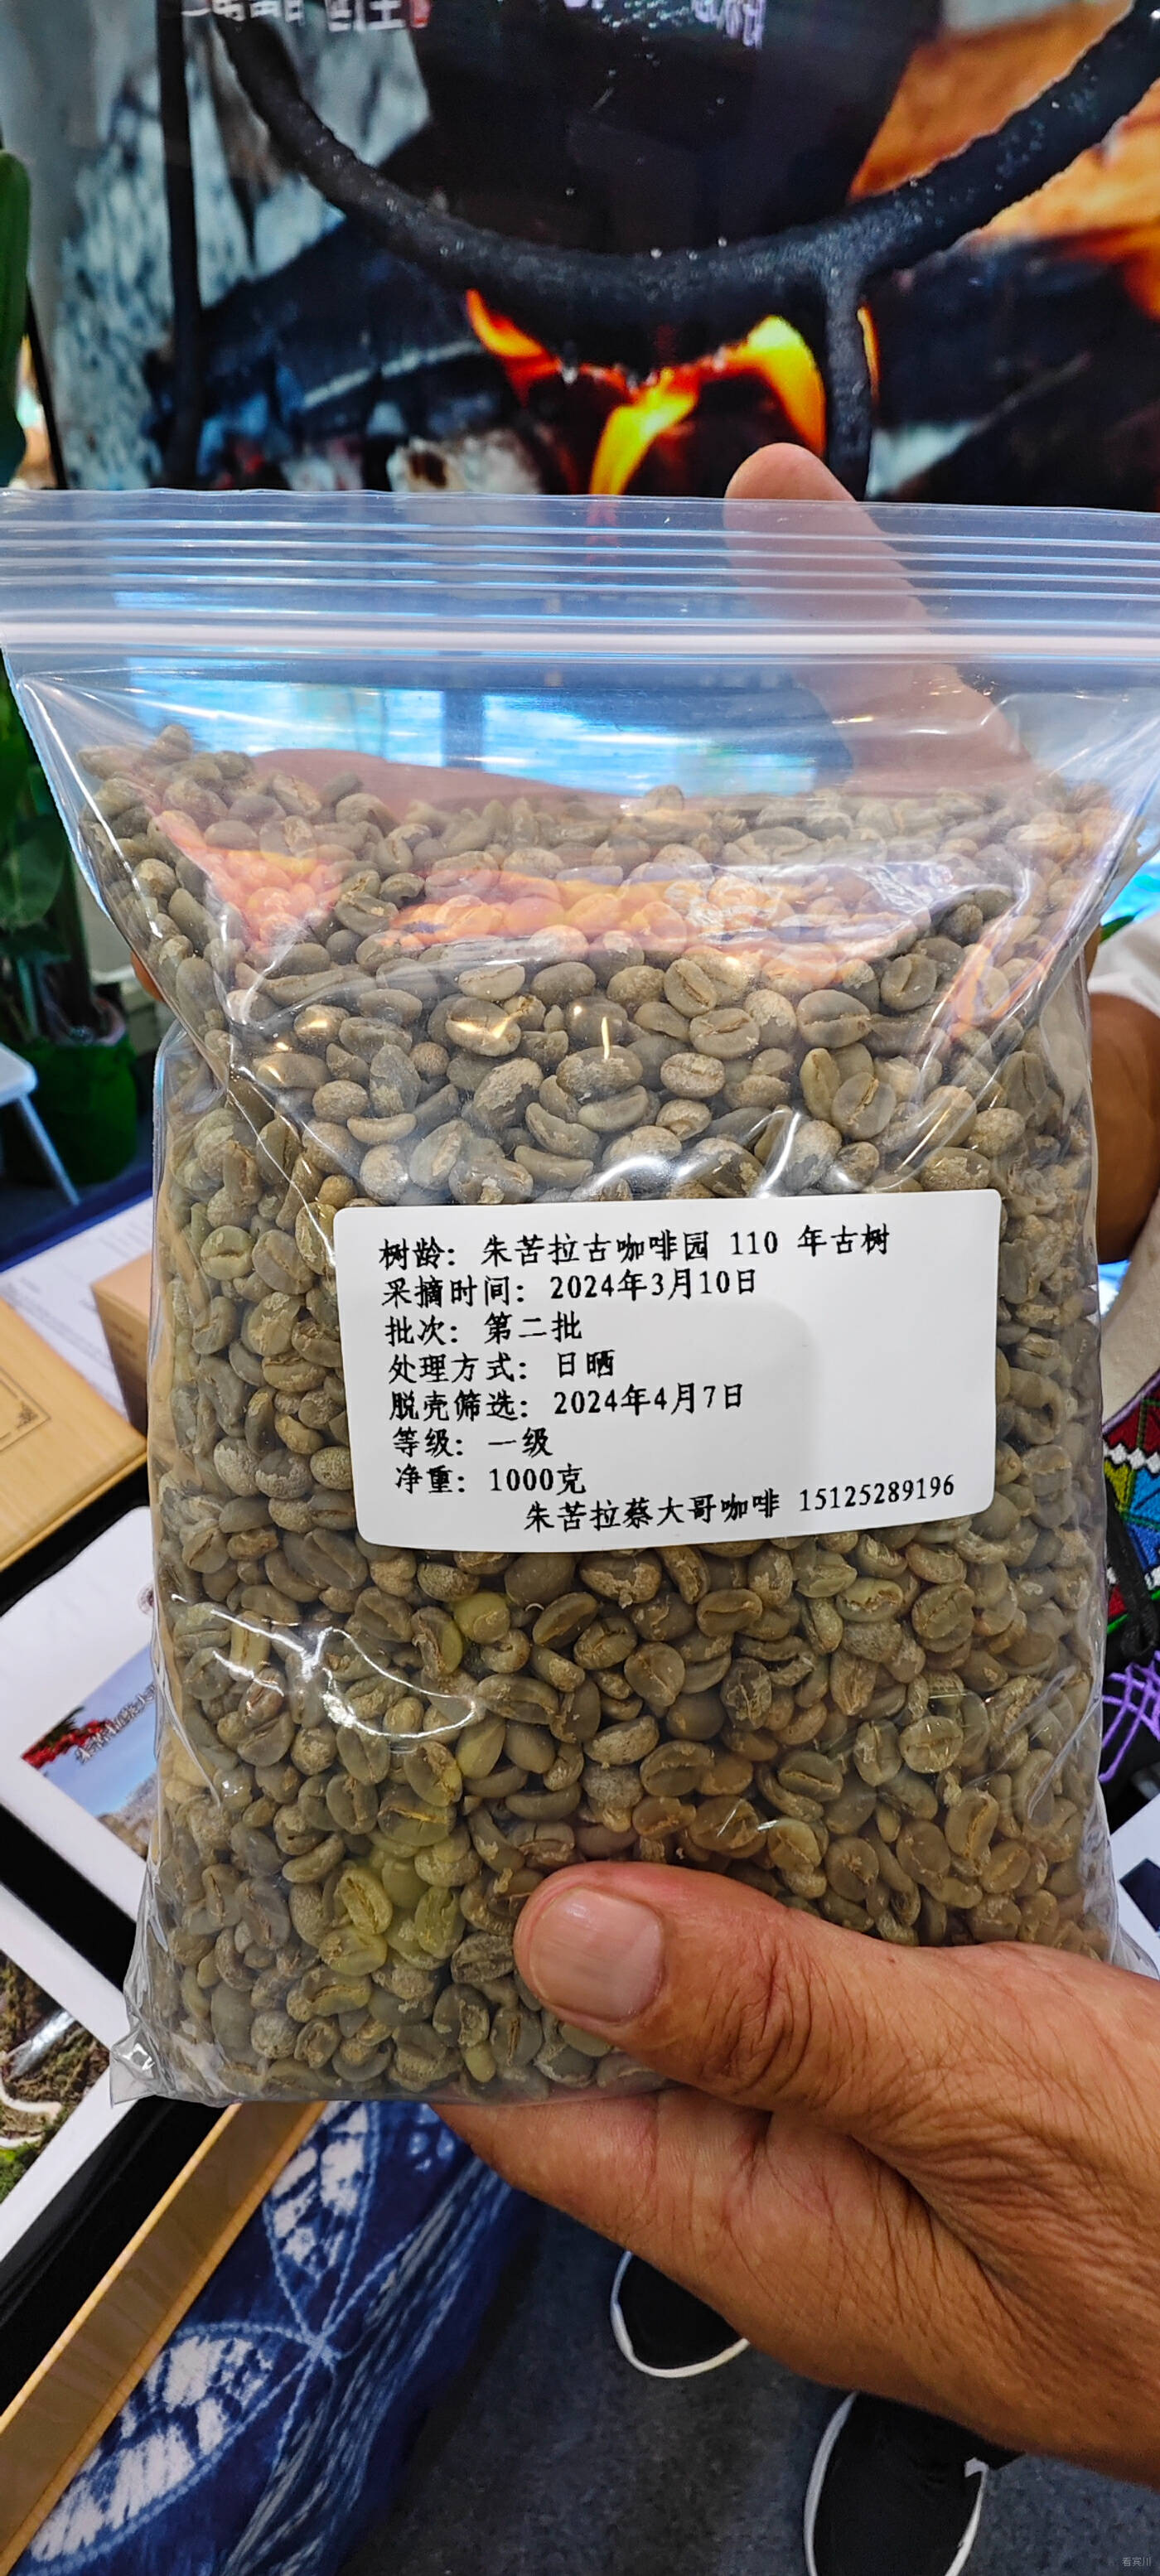 树龄：朱苦拉古咖啡园 110 年古树
采摘时间：2024年3月10日
批次：第二批
处理方式：日晒
脱壳筛选：2024年4月7日
等级：一级
净重：1000克
朱苦拉蔡大哥咖啡 15125289196
看宾川